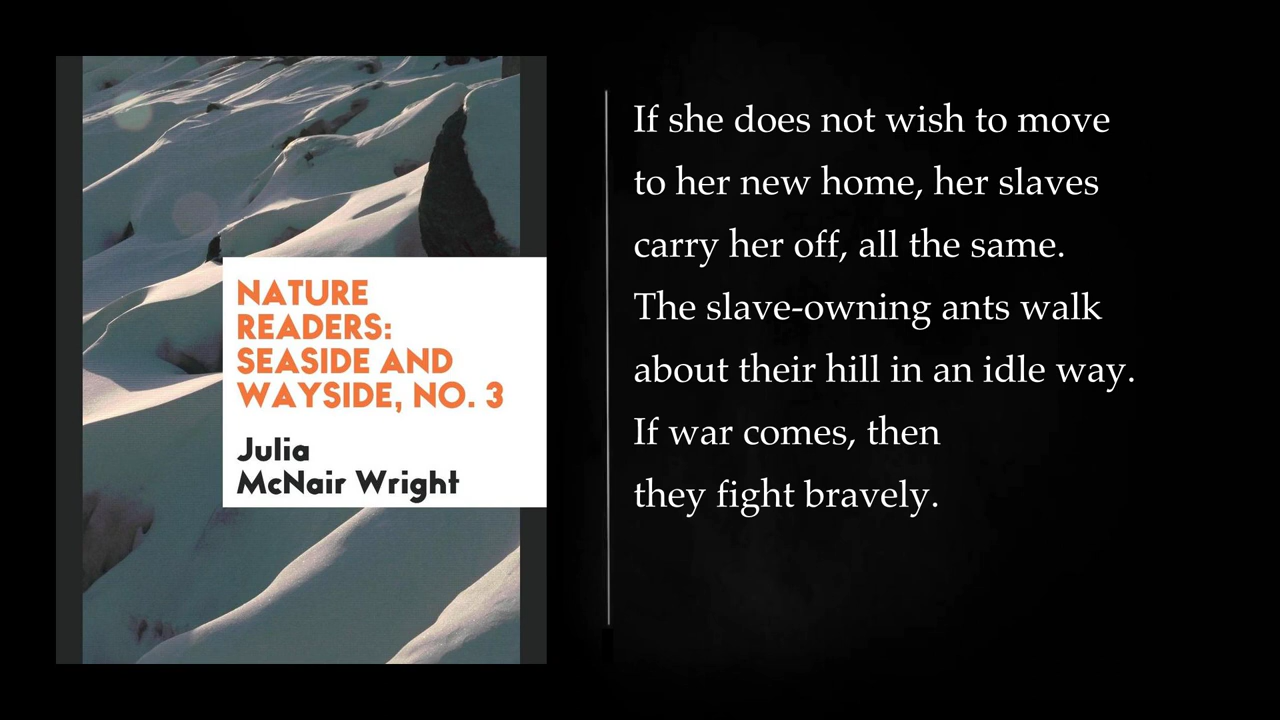 NATURE
READERS:
SEASIDE AND
WAYSIDE, NO. 3
Julia
McNair Wright
If she does not wish to move
to her new home, her slaves
carry her off, all the same.
The slave-owning ants walk
about their hill in an idle way.
If war comes, then
they fight bravely.